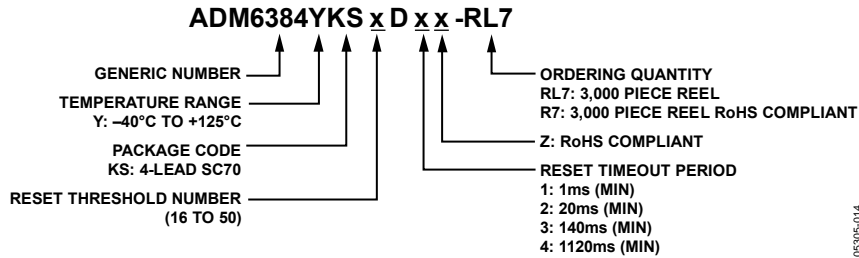 ADM6384YKS x D x x -RL7
GENERIC NUMBER
TEMPERATURE RANGE
Y: –40°C TO +125°C
PACKAGE CODE
KS: 4-LEAD SC70
RESET THRESHOLD NUMBER
(16 TO 50)
ORDERING QUANTITY
RL7: 3,000 PIECE REEL
R7: 3,000 PIECE REEL RoHS COMPLIANT
Z: RoHS COMPLIANT
RESET TIMEOUT PERIOD
1: 1ms (MIN)
2: 20ms (MIN)
3: 140ms (MIN)
4: 1120ms (MIN)
05305-014